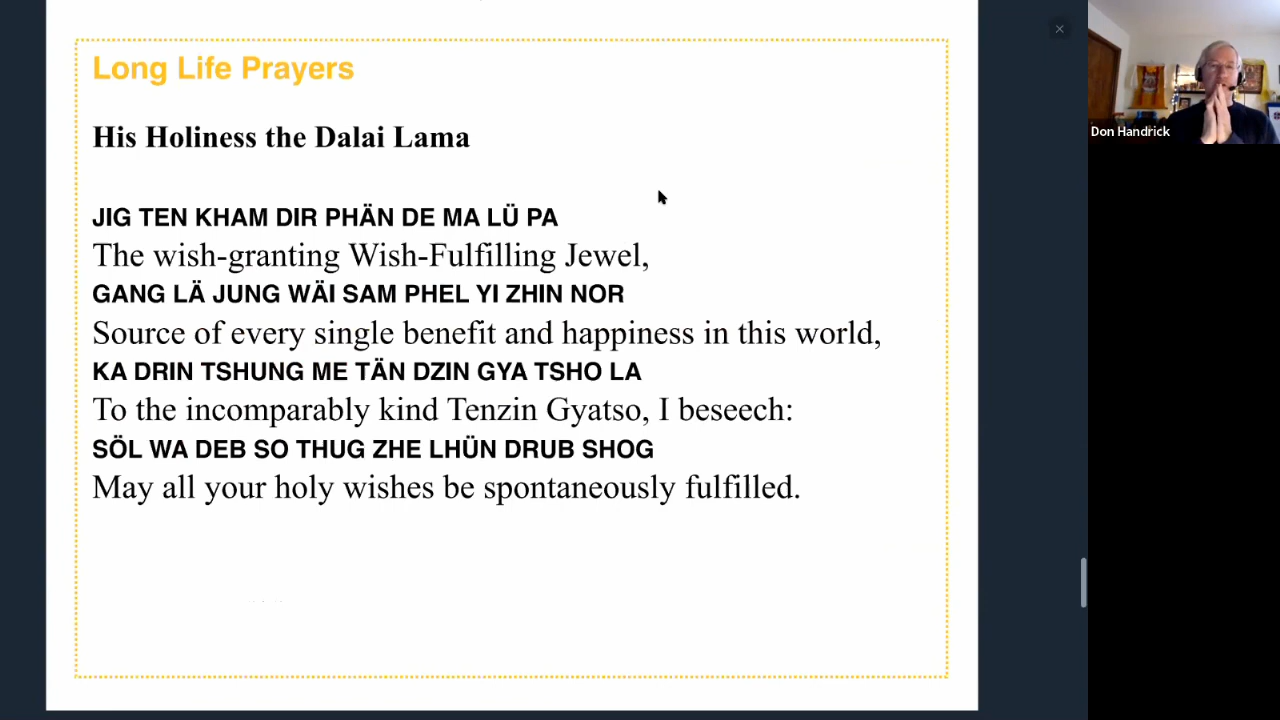 Long Life Prayers
His Holiness the Dalai Lama
JIG TEN KHAM DIR PHÄN DE MA LÜ PA
The wish-granting Wish-Fulfilling Jewel,
GANG LÄ JUNG WÄI SAM PHEL YI ZHIN NOR
Source of every single benefit and happiness in this world,
KA DRIN TSHUNG ME TÄN DZIN GYA TSHO LA
To the incomparably kind Tenzin Gyatso, I beseech:
SÖL WA DEB SO THUG ZHE LHÜN DRUB SHOG
May all your holy wishes be spontaneously fulfilled.
Don Handrick